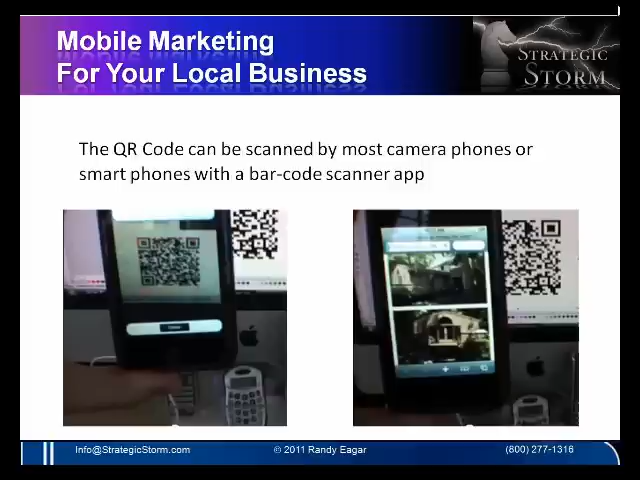 Mobile Marketing
For Your Local Business
STRATEGIC
STORM
The QR Code can be scanned by most camera phones or
smart phones with a bar-code scanner app
Info@StrategicStorm.com
© 2011 Randy Eagar
(800) 277-1316